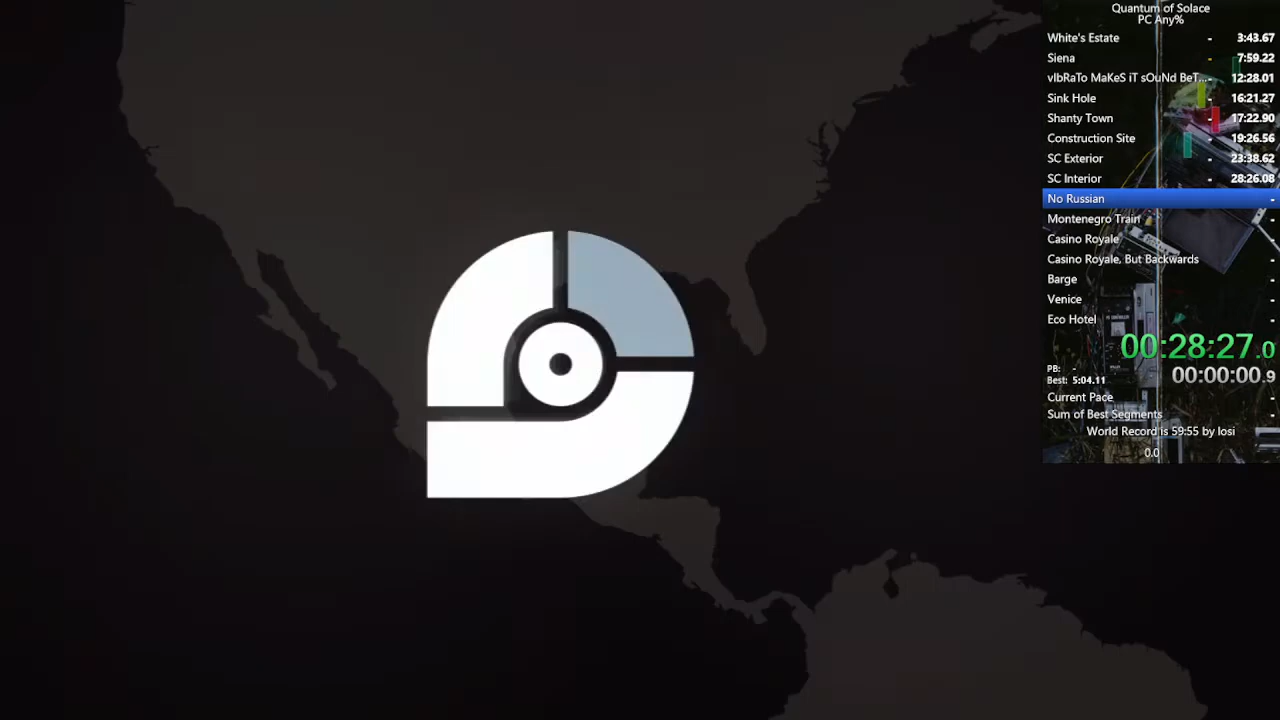 Quantum of Solace
PC Any%
White's Estate - 3:43.67
Siena - 7:59.22
vIbRaTo MaKeS iT sOuNd BeT... - 12:28.01
Sink Hole - 16:21.27
Shanty Town - 17:22.90
Construction Site - 19:26.56
SC Exterior - 23:38.62
SC Interior - 28:26.08
No Russian -
Montenegro Train -
Casino Royale -
Casino Royale, But Backwards -
Barge -
Venice -
Eco Hotel -
00:28:27.0
PB: -
Best: 5:04.11
00:00:00.9
Current Pace -
Sum of Best Segments -
World Record is 59:55 by losi
0.0